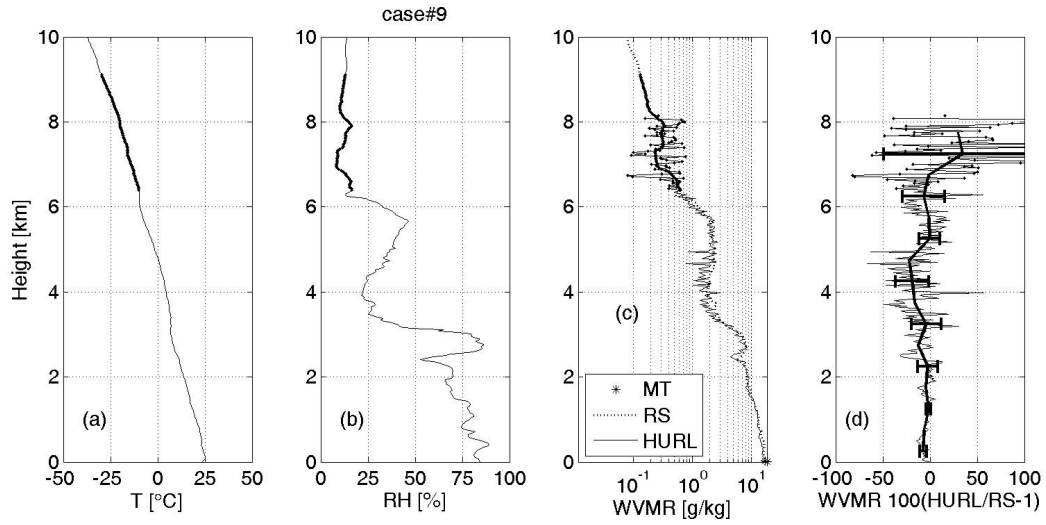 case#9
10
8
6
4
2
0
Height [km]
-50 -25 0 25 50
T [°C]
(a)
10
8
6
4
2
0
0 25 50 75 100
RH [%]
(b)
10
8
6
4
2
0
10⁻¹ 10⁰ 10¹
WVMR [g/kg]
(c)
MT
RS
HURL
10
8
6
4
2
0
-100 -50 0 50 100
WVMR 100(HURL/RS-1)
(d)